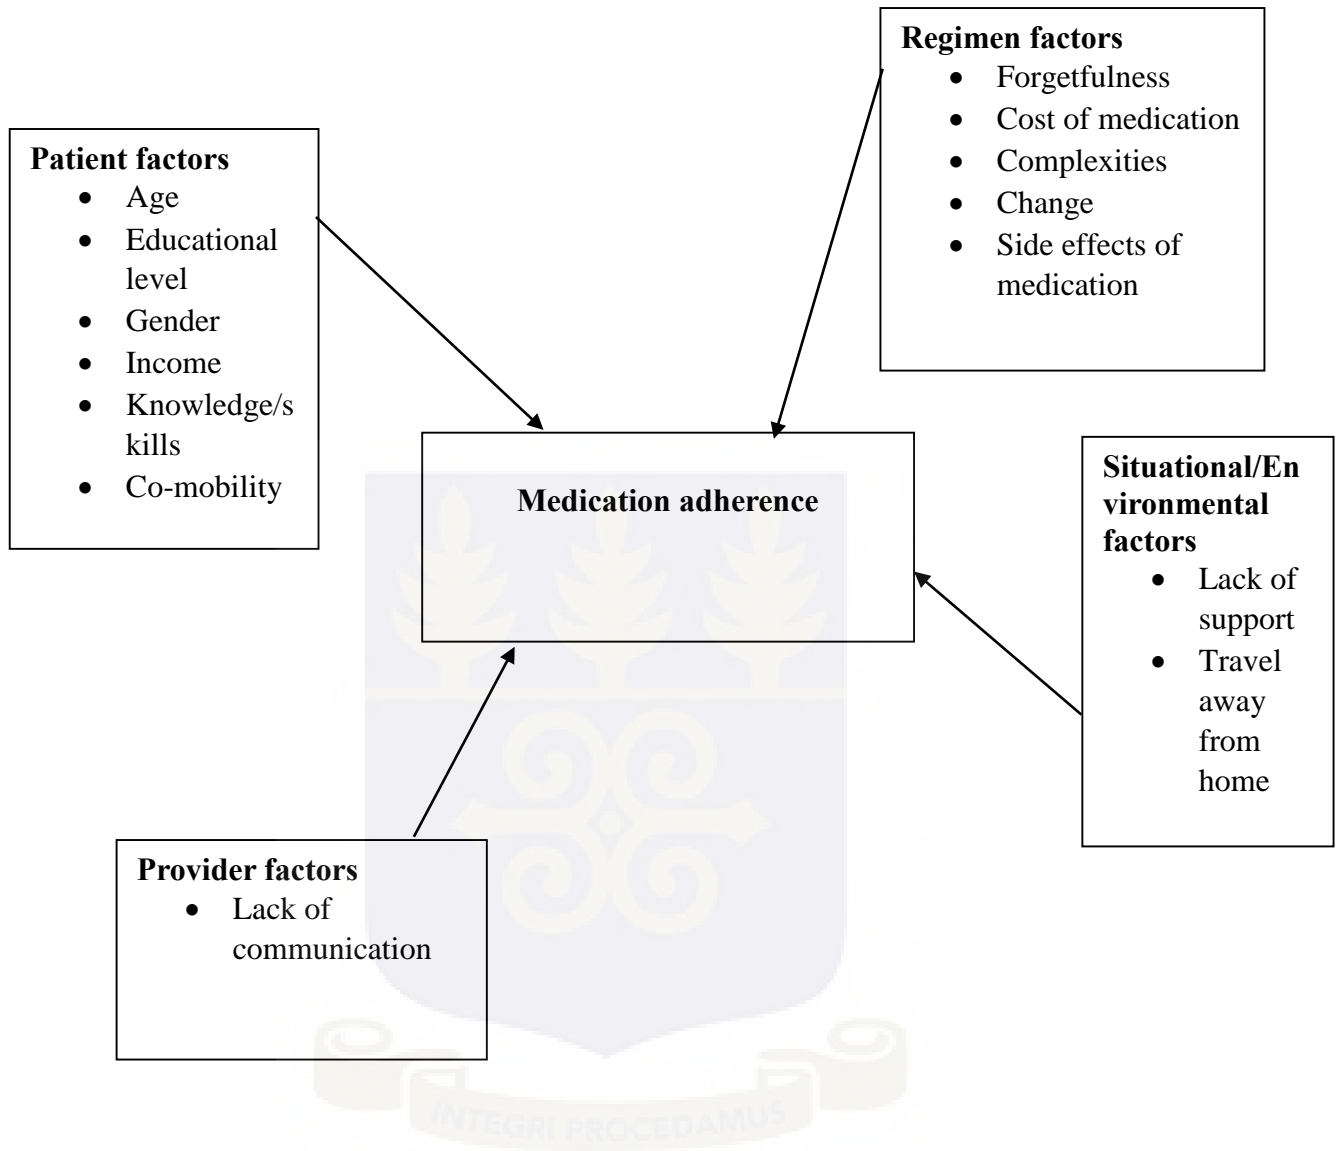 Regimen factors
• Forgetfulness
• Cost of medication
• Complexities
• Change
• Side effects of
medication
Patient factors
• Age
• Educational
level
• Gender
• Income
• Knowledge/s
kills
• Co-mobility
Medication adherence
Situational/En
vironmental
factors
• Lack of
support
• Travel
away
from
home
Provider factors
• Lack of
communication
INTEGRI PROCEDAMUS